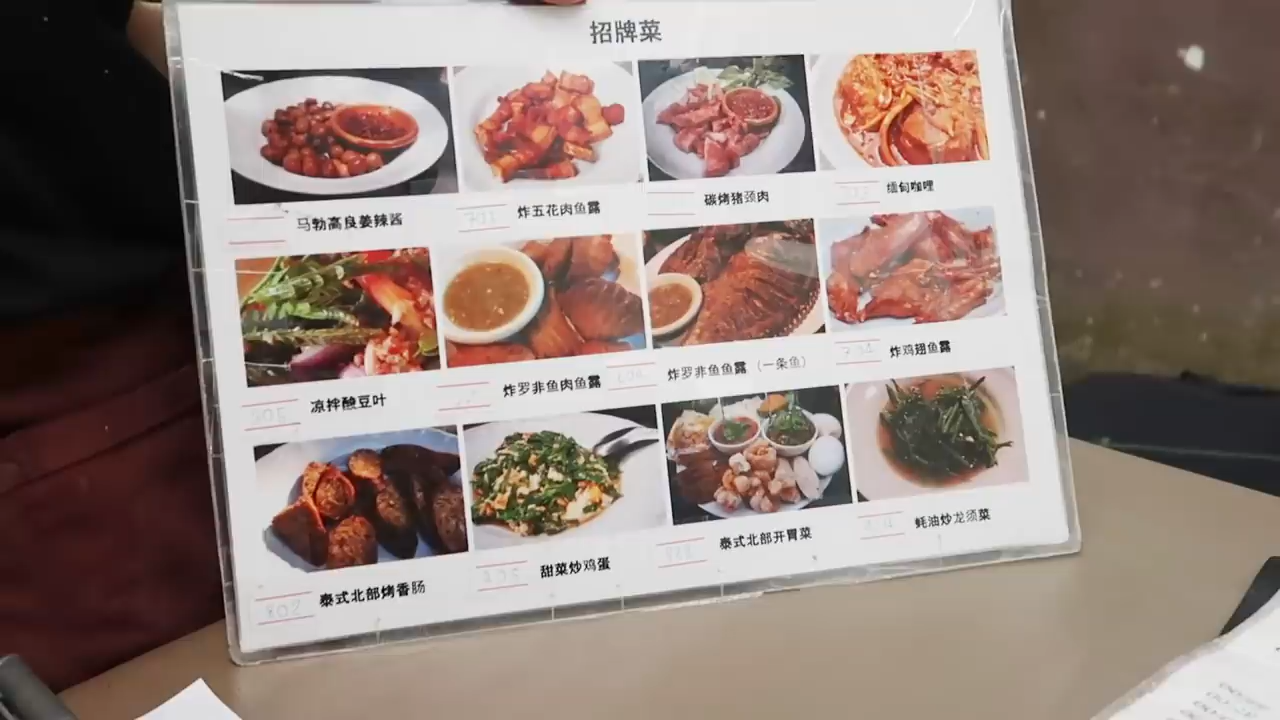 招牌菜
马勃高良姜辣酱
炸五花肉鱼露
碳烤猪颈肉
缅甸咖哩
凉拌酸豆叶
炸罗非鱼肉鱼露
炸罗非鱼鱼露（一条鱼）
炸鸡翅鱼露
802
泰式北部烤香肠
甜菜炒鸡蛋
泰式北部开胃菜
蚝油炒龙须菜